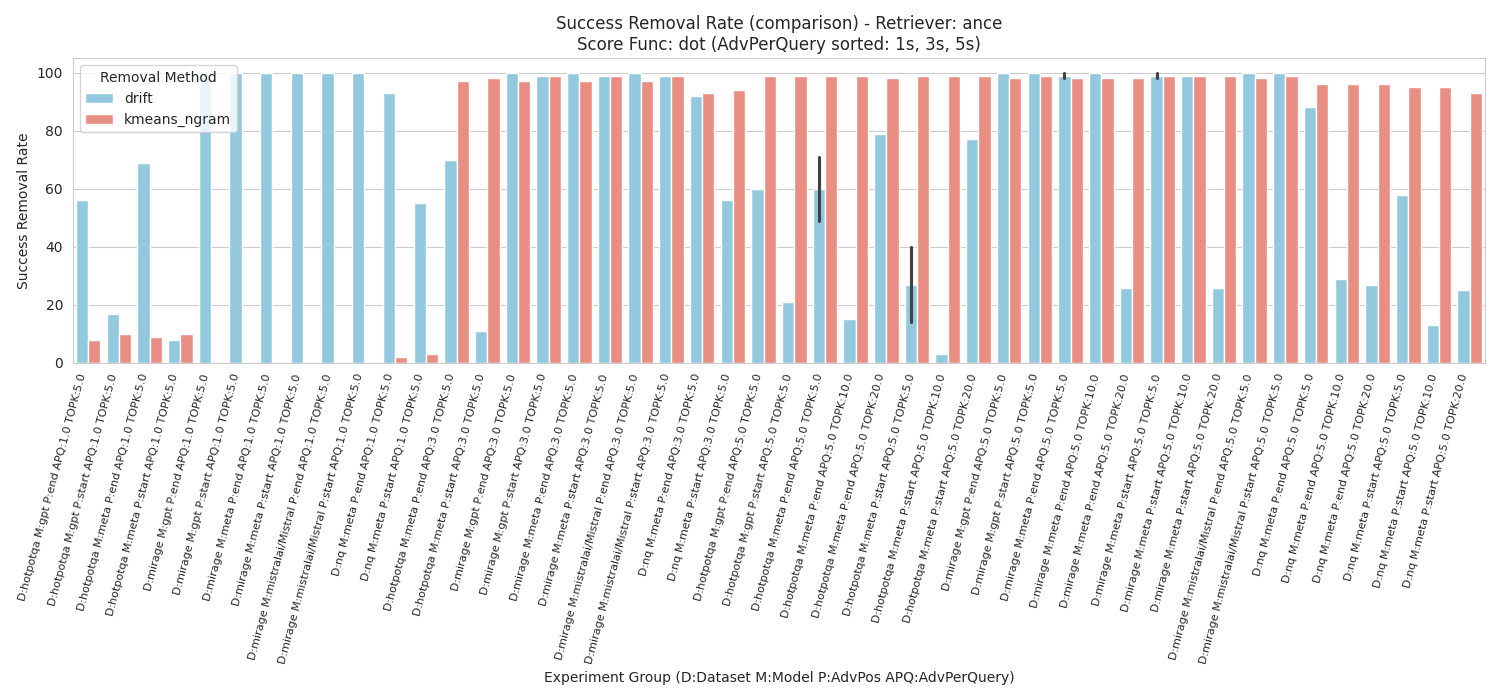 Success Removal Rate (comparison) - Retriever: ance
Score Func: dot (AdvPerQuery sorted: 1s, 3s, 5s)
Removal Method
drift
kmeans_ngram
Success Removal Rate
100
80
60
40
20
0
D:hotpotqa M:gpt P:end APQ:1.0 TOPK:5.0
D:hotpotqa M:gpt P:start APQ:1.0 TOPK:5.0
D:hotpotqa M:meta P:end APQ:1.0 TOPK:5.0
D:hotpotqa M:meta P:start APQ:1.0 TOPK:5.0
D:mirage M:gpt P:end APQ:1.0 TOPK:5.0
D:mirage M:gpt P:start APQ:1.0 TOPK:5.0
D:mirage M:meta P:end APQ:1.0 TOPK:5.0
D:mirage M:meta P:start APQ:1.0 TOPK:5.0
D:mirage M:mistralai/Mistral P:end APQ:1.0 TOPK:5.0
D:mirage M:mistralai/Mistral P:start APQ:1.0 TOPK:5.0
D:nq M:meta P:end APQ:1.0 TOPK:5.0
D:nq M:meta P:start APQ:1.0 TOPK:5.0
D:hotpotqa M:meta P:end APQ:3.0 TOPK:5.0
D:hotpotqa M:meta P:start APQ:3.0 TOPK:5.0
D:mirage M:gpt P:end APQ:3.0 TOPK:5.0
D:mirage M:gpt P:start APQ:3.0 TOPK:5.0
D:mirage M:meta P:end APQ:3.0 TOPK:5.0
D:mirage M:meta P:start APQ:3.0 TOPK:5.0
D:mirage M:mistralai/Mistral P:end APQ:3.0 TOPK:5.0
D:mirage M:mistralai/Mistral P:start APQ:3.0 TOPK:5.0
D:nq M:meta P:end APQ:3.0 TOPK:5.0
D:nq M:meta P:start APQ:3.0 TOPK:5.0
D:hotpotqa M:gpt P:end APQ:5.0 TOPK:5.0
D:hotpotqa M:gpt P:start APQ:5.0 TOPK:5.0
D:hotpotqa M:meta P:end APQ:5.0 TOPK:5.0
D:hotpotqa M:meta P:end APQ:5.0 TOPK:10.0
D:hotpotqa M:meta P:end APQ:5.0 TOPK:20.0
D:hotpotqa M:meta P:start APQ:5.0 TOPK:5.0
D:hotpotqa M:meta P:start APQ:5.0 TOPK:10.0
D:hotpotqa M:meta P:start APQ:5.0 TOPK:20.0
D:mirage M:gpt P:end APQ:5.0 TOPK:5.0
D:mirage M:gpt P:start APQ:5.0 TOPK:5.0
D:mirage M:meta P:end APQ:5.0 TOPK:5.0
D:mirage M:meta P:end APQ:5.0 TOPK:10.0
D:mirage M:meta P:end APQ:5.0 TOPK:20.0
D:mirage M:meta P:start APQ:5.0 TOPK:5.0
D:mirage M:meta P:start APQ:5.0 TOPK:10.0
D:mirage M:meta P:start APQ:5.0 TOPK:20.0
D:mirage M:mistralai/Mistral P:end APQ:5.0 TOPK:5.0
D:mirage M:mistralai/Mistral P:start APQ:5.0 TOPK:5.0
D:nq M:meta P:end APQ:5.0 TOPK:5.0
D:nq M:meta P:end APQ:5.0 TOPK:10.0
D:nq M:meta P:end APQ:5.0 TOPK:20.0
D:nq M:meta P:start APQ:5.0 TOPK:5.0
D:nq M:meta P:start APQ:5.0 TOPK:10.0
D:nq M:meta P:start APQ:5.0 TOPK:20.0
Experiment Group (D:Dataset M:Model P:AdvPos APQ:AdvPerQuery)